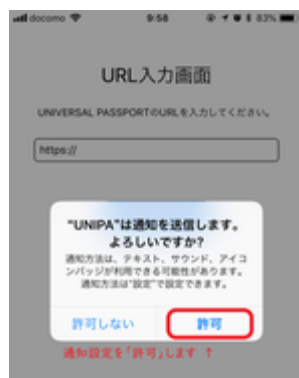 docomo 9:58 83%
URL入力画面
UNIVERSAL PASSPORTのURLを入力してください。
https://
"UNIPA"は通知を送信します。
よろしいですか?
通知方法は、テキスト、サウンド、アイコ
ンバッジが利用できる可能性があります。
通知方法は"設定"で設定できます。
許可しない 許可
通知設定を「許可」します ↑